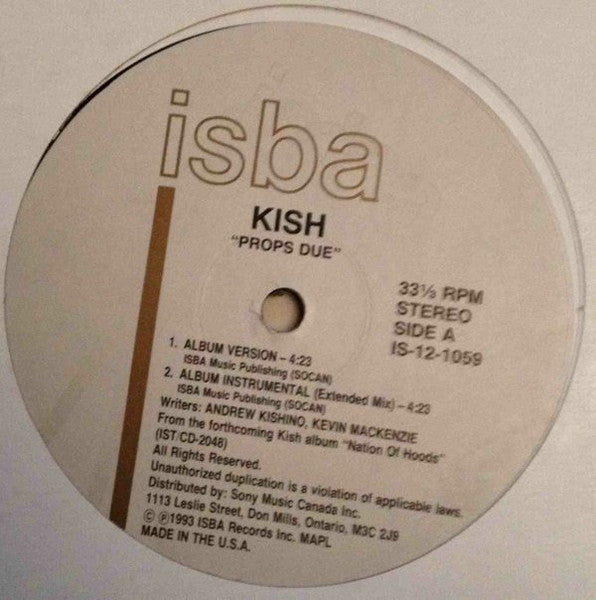 isba
KISH
"PROPS DUE"
33⅓ RPM
STEREO
SIDE A
IS-12-1059
1. ALBUM VERSION – 4:23
ISBA Music Publishing (SOCAN)
2. ALBUM INSTRUMENTAL (Extended Mix) – 4:23
ISBA Music Publishing (SOCAN)
Writers: ANDREW KISHINO, KEVIN MACKENZIE
From the forthcoming Kish album "Nation Of Hoods"
(IST/CD-2048)
All Rights Reserved.
Unauthorized duplication is a violation of applicable laws.
Distributed by: Sony Music Canada Inc.
1113 Leslie Street, Don Mills, Ontario, M3C 2J9
© ℗ 1993 ISBA Records Inc. MAPL
MADE IN THE U.S.A.